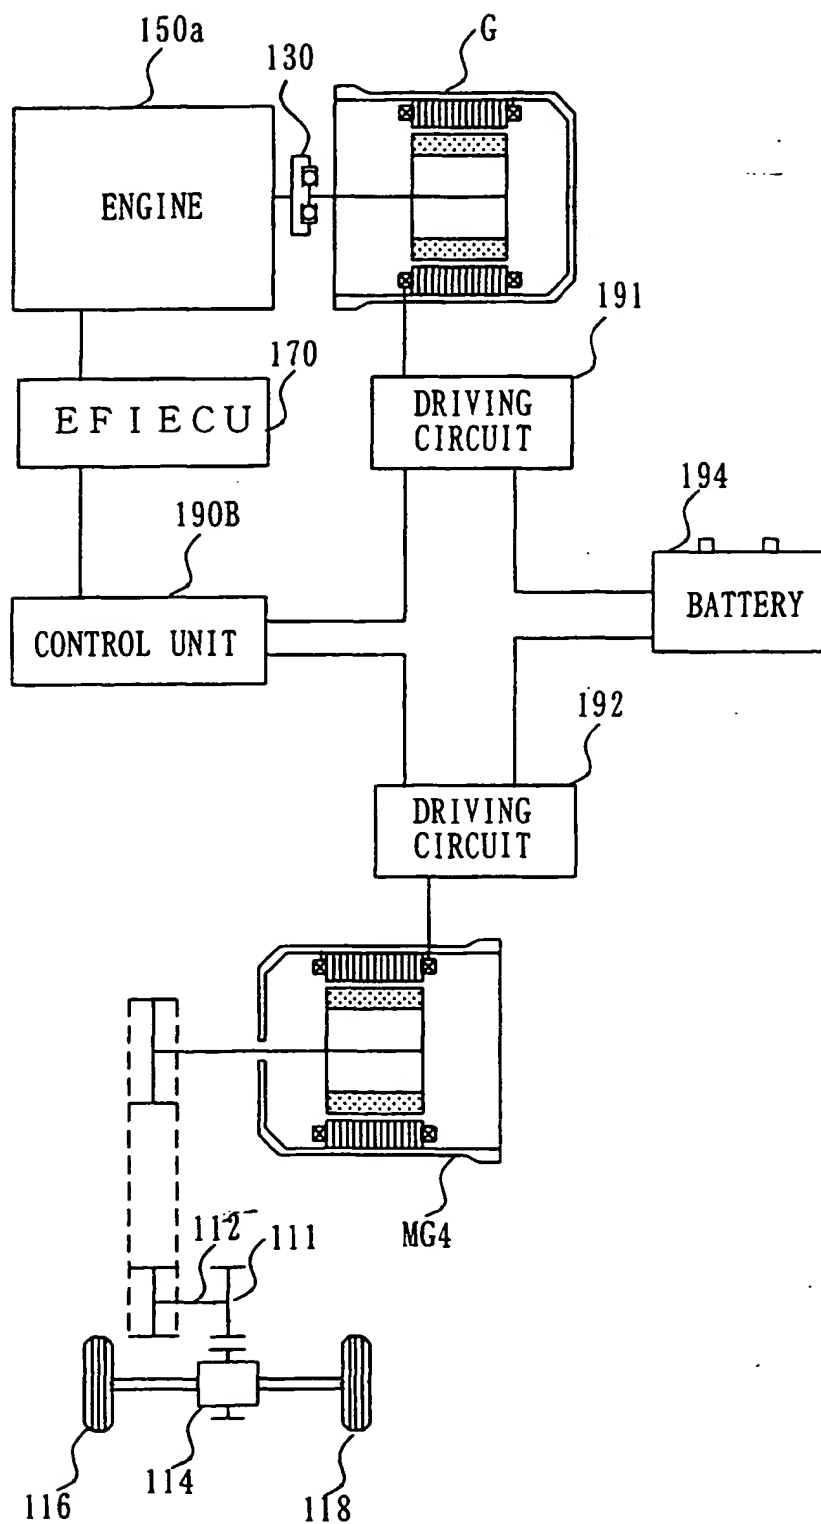 150a
G
130
ENGINE
191
170
EFIECU
DRIVING
CIRCUIT
194
190B
BATTERY
CONTROL UNIT
192
DRIVING
CIRCUIT
MG4
112
111
114
116
118